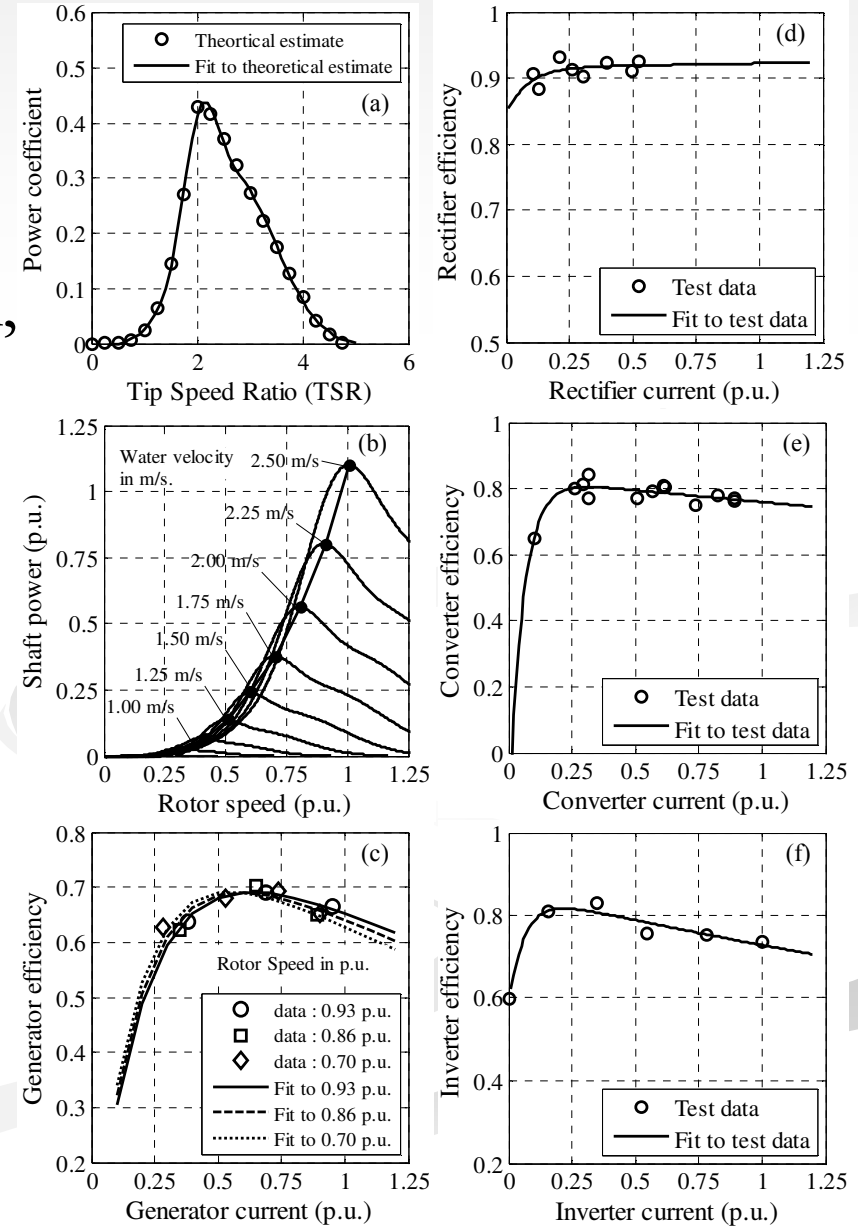 0.6
0.5
0.4
0.3
0.2
0.1
0
Power coefficient
Theortical estimate
Fit to theoretical estimate
(a)
0 2 4 6
Tip Speed Ratio (TSR)
,
1.25
1
0.75
0.5
0.25
0
Shaft power (p.u.)
(b)
Water velocity
in m/s.
2.50 m/s
2.25 m/s
2.00 m/s
1.75 m/s
1.50 m/s
1.25 m/s
1.00 m/s
0 0.25 0.5 0.75 1 1.25
Rotor speed (p.u.)
0.8
0.7
0.6
0.5
0.4
0.3
0.2
Generator efficiency
(c)
Rotor Speed in p.u.
data : 0.93 p.u.
data : 0.86 p.u.
data : 0.70 p.u.
Fit to 0.93 p.u.
Fit to 0.86 p.u.
Fit to 0.70 p.u.
0 0.25 0.5 0.75 1 1.25
Generator current (p.u.)
1
0.9
0.8
0.7
0.6
0.5
Rectifier efficiency
(d)
Test data
Fit to test data
0 0.25 0.5 0.75 1 1.25
Rectifier current (p.u.)
1
0.8
0.6
0.4
0.2
0
Converter efficiency
(e)
Test data
Fit to test data
0 0.25 0.5 0.75 1 1.25
Converter current (p.u.)
1
0.8
0.6
0.4
0.2
Inverter efficiency
(f)
Test data
Fit to test data
0 0.25 0.5 0.75 1 1.25
Inverter current (p.u.)